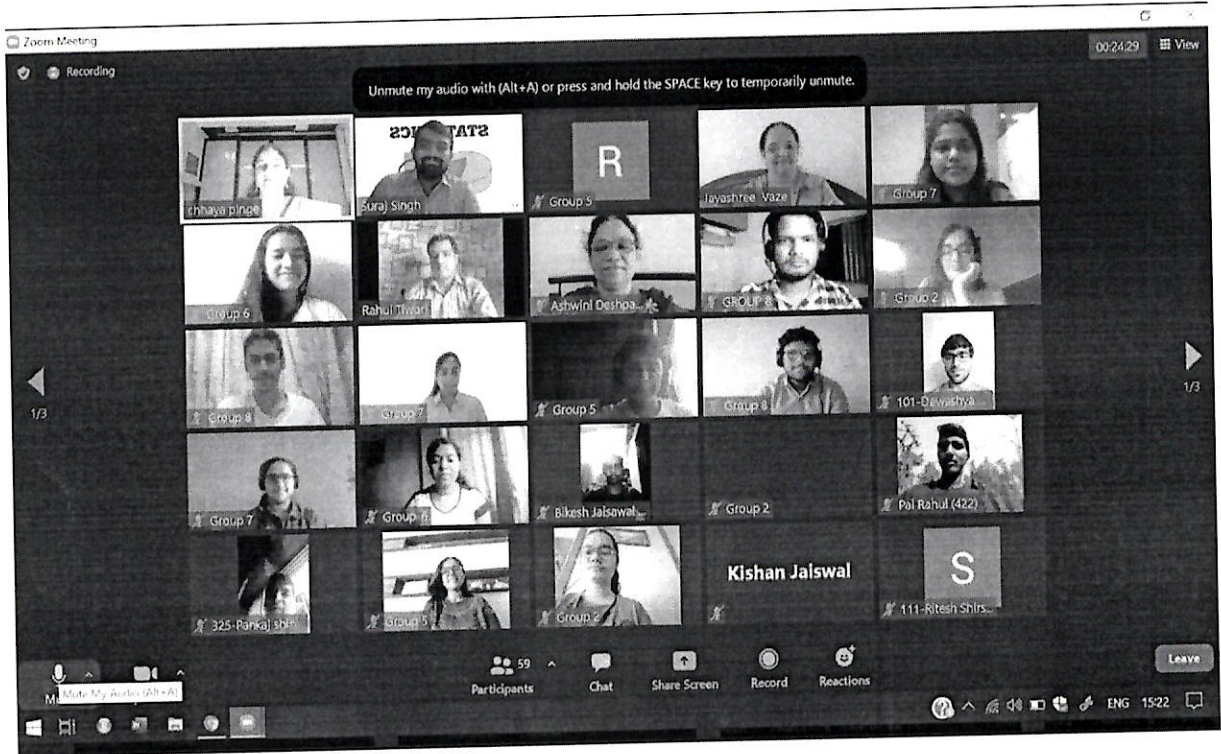 Zoom Meeting
Recording
00:24:29
View
Unmute my audio with (Alt+A) or press and hold the SPACE key to temporarily unmute.
STATISTICS
chhaya pinge
Suraj Singh
R
Group 5
Jayashree Vaze
Group 7
Group 6
Rahul Tiwari
Ashwini Deshpa...
GROUP 8
Group 2
Group 8
Group 7
Group 5
Group 8
101-Dewashya...
1/3
1/3
Group 7
Group 6
Bikesh Jaisawal...
Group 2
Pal Rahul (422)
325-Pankaj shin
Group 5
Group 2
Kishan Jaiswal
S
111-Ritesh Shirs...
59
Participants
Chat
Share Screen
Record
Reactions
Leave
Mute My Audio (Alt+A)
ENG
15:22